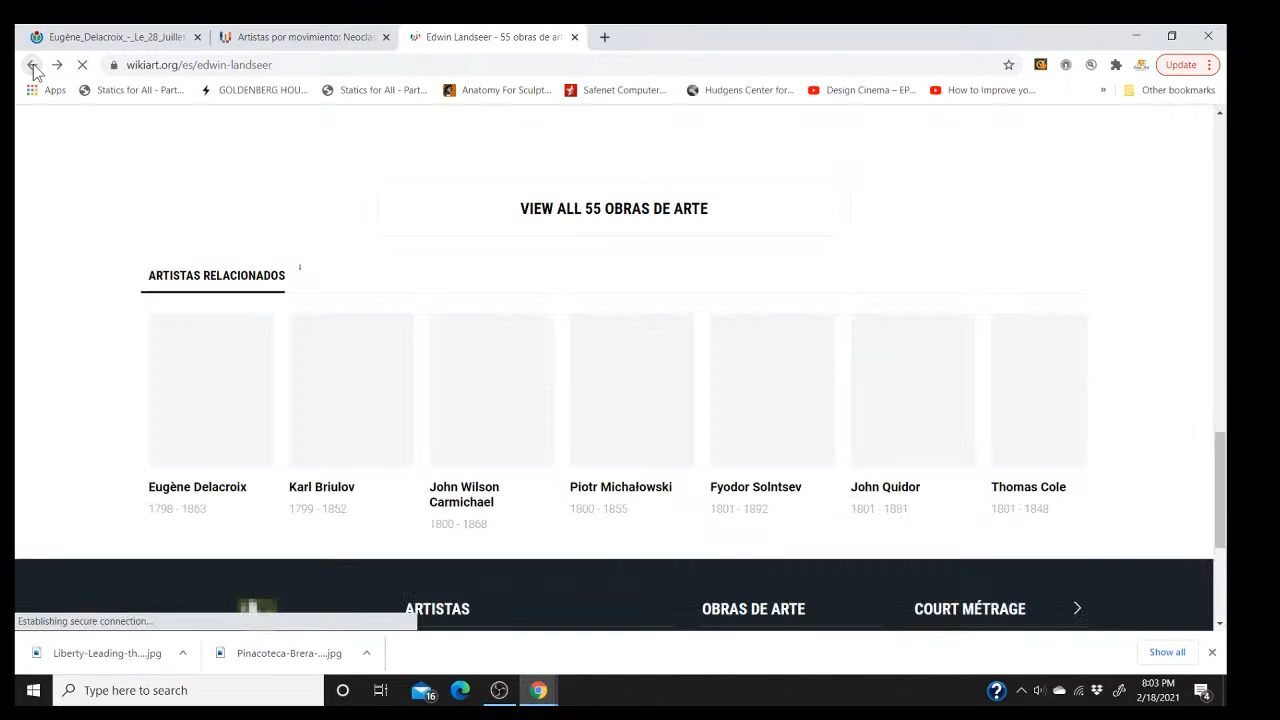 Eugène_Delacroix_-_Le_28_Juillet.
Artistas por movimiento: Neoclas
Edwin Landseer - 55 obras de art
wikiart.org/es/edwin-landseer
Update
Apps
Statics for All - Part...
GOLDENBERG HOU...
Statics for All - Part...
Anatomy For Sculpt...
Safenet Computer...
Hudgens Center for...
Design Cinema – EP...
How to Improve yo...
»
Other bookmarks
VIEW ALL 55 OBRAS DE ARTE
ARTISTAS RELACIONADOS
Eugène Delacroix
1798 - 1863
Karl Briulov
1799 - 1852
John Wilson
Carmichael
1800 - 1868
Piotr Michałowski
1800 - 1855
Fyodor Solntsev
1801 - 1892
John Quidor
1801 - 1881
Thomas Cole
1801 - 1848
ARTISTAS
OBRAS DE ARTE
COURT MÉTRAGE
Establishing secure connection...
Liberty-Leading-th....jpg
Pinacoteca-Brera-....jpg
Show all
Type here to search
16
8:03 PM
2/18/2021
4